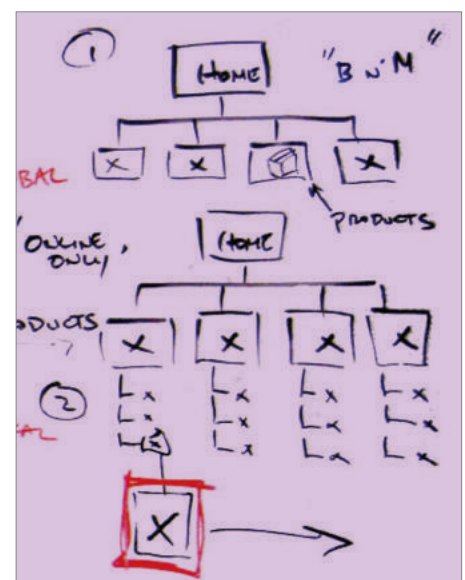 1 HOME "B N' M"
X X X
BAL
PRODUCTS
"ONLINE HOME
ONLY,
ODUCTS X X X X
x x x x
2 x x x x
AL x x x x
X